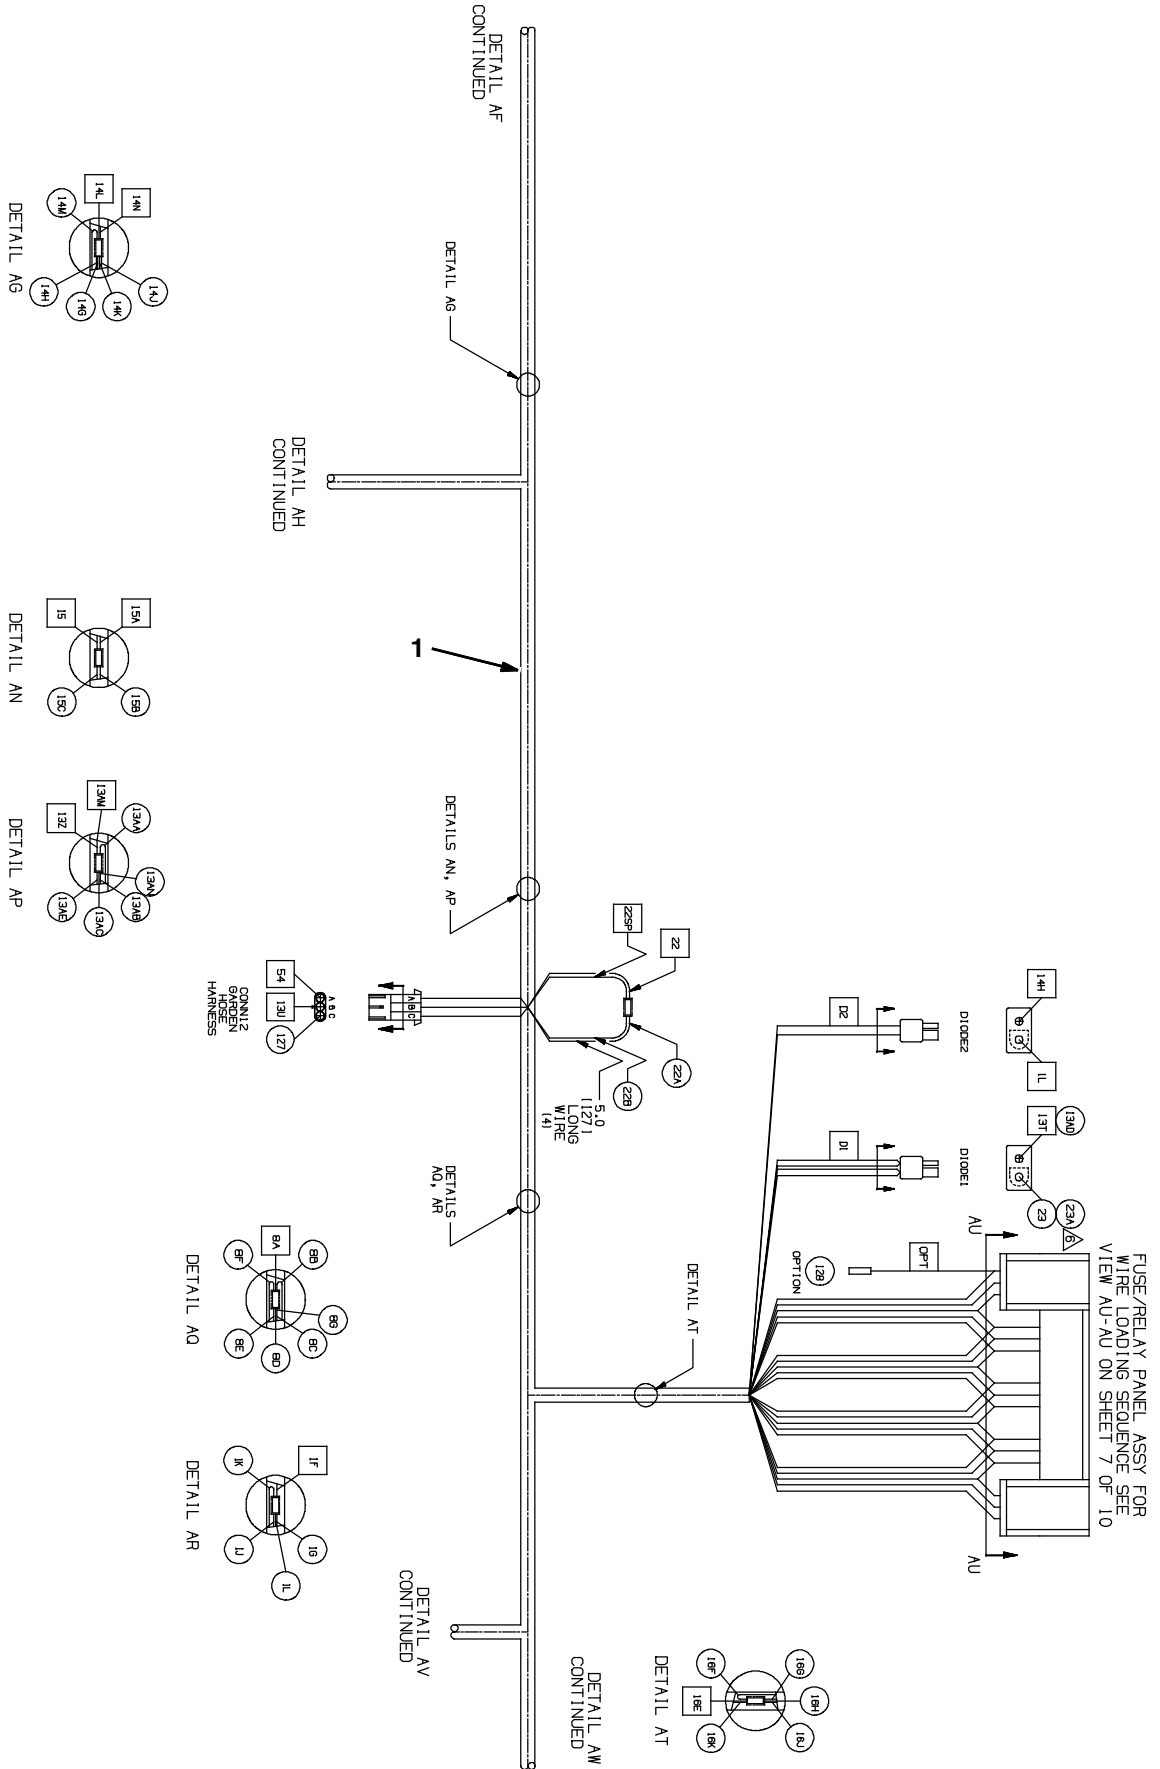 FUSE/RELAY PANEL ASSY FOR
WIRE LOADING SEQUENCE SEE
VIEW AU-AU ON SHEET 7 OF 10
6
AU
AU
14H
1L
DIODE2
D2
13T
13AD
23
23A
DIODE1
D1
OPT
128
OPTION
DETAIL AT
16F
16E
16K
16G
16H
16J
DETAIL AT
22SP
22
22A
22B
5.0
(127)
LONG
WIRE
(4)
DETAIL AF
CONTINUED
DETAIL AG
DETAIL AH
CONTINUED
1
DETAILS AN, AP
A B C
54
13U
127
A B C
CONN12
GARDEN
HOSE
HARNESS
DETAILS
AQ, AR
DETAIL AV
CONTINUED
DETAIL AW
CONTINUED
14M
14L
14N
14H
14G
14K
14J
DETAIL AG
15
15A
15C
15B
DETAIL AN
13Z
13AM
13AA
13AE
13AC
13AB
13AN
DETAIL AP
8F
8A
8B
8E
8D
8C
8G
DETAIL AQ
1K
1F
1J
1L
1G
DETAIL AR